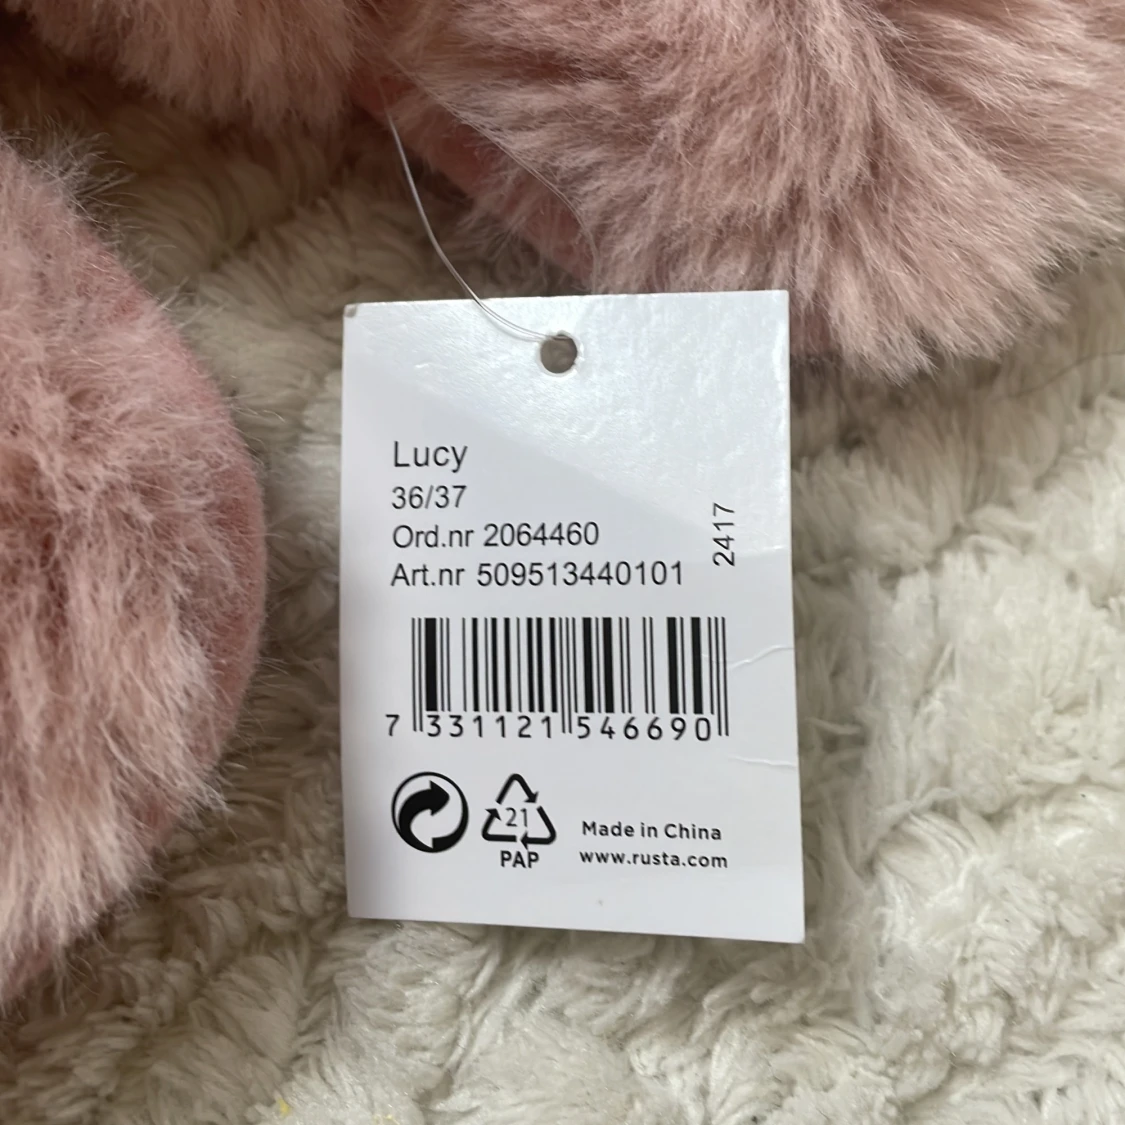 Lucy
36/37
Ord.nr 2064460
Art.nr 509513440101
2417
7 331121 546690
21
PAP
Made in China
www.rusta.com